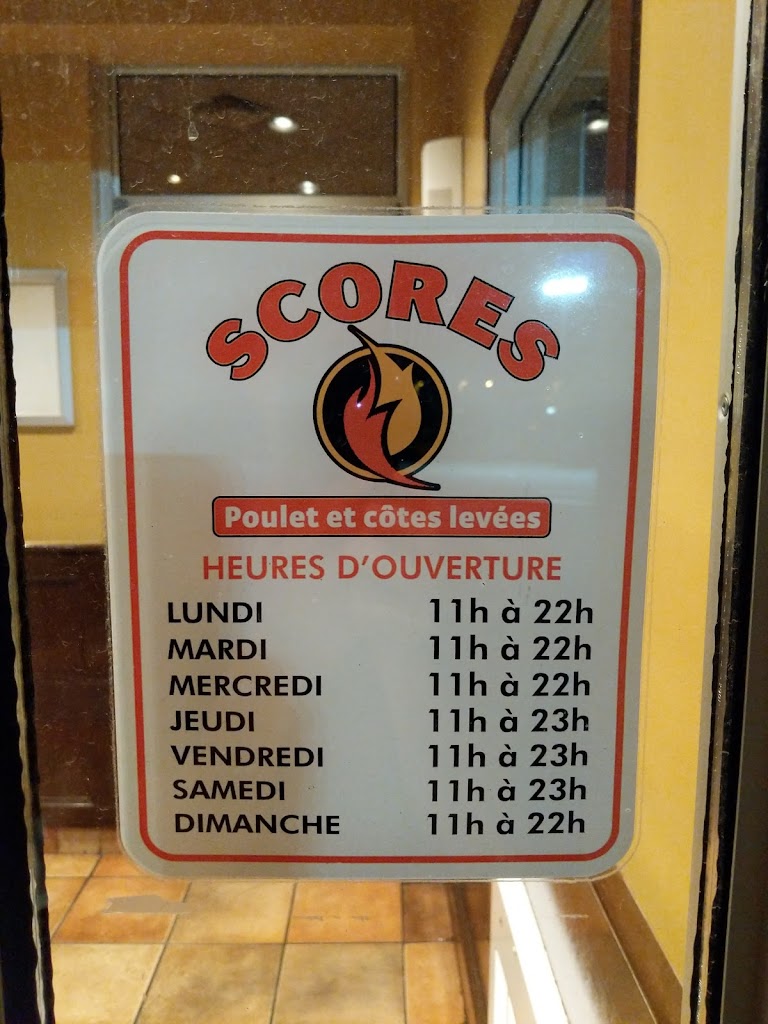 SCORES
Poulet et côtes levées
HEURES D'OUVERTURE
LUNDI 11h à 22h
MARDI 11h à 22h
MERCREDI 11h à 22h
JEUDI 11h à 23h
VENDREDI 11h à 23h
SAMEDI 11h à 23h
DIMANCHE 11h à 22h